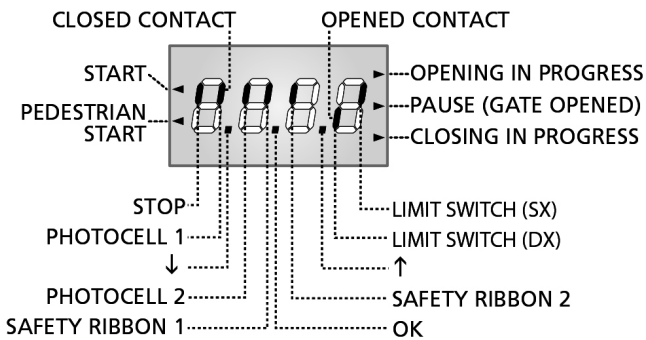 CLOSED CONTACT
OPENED CONTACT
START
OPENING IN PROGRESS
PEDESTRIAN
START
PAUSE (GATE OPENED)
CLOSING IN PROGRESS
STOP
LIMIT SWITCH (SX)
PHOTOCELL 1
LIMIT SWITCH (DX)
↓
↑
PHOTOCELL 2
SAFETY RIBBON 2
SAFETY RIBBON 1
OK